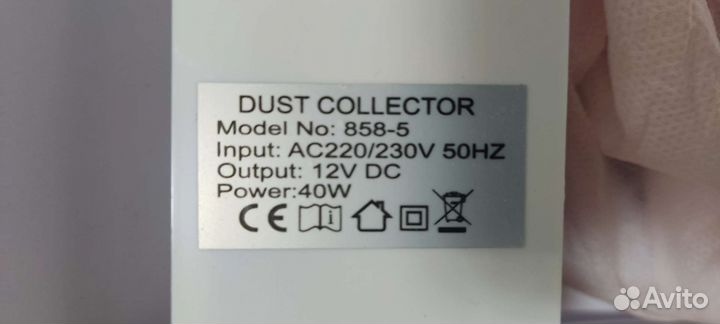 DUST COLLECTOR
Model No: 858-5
Input: AC220/230V 50HZ
Output: 12V DC
Power:40W
CE
Avito